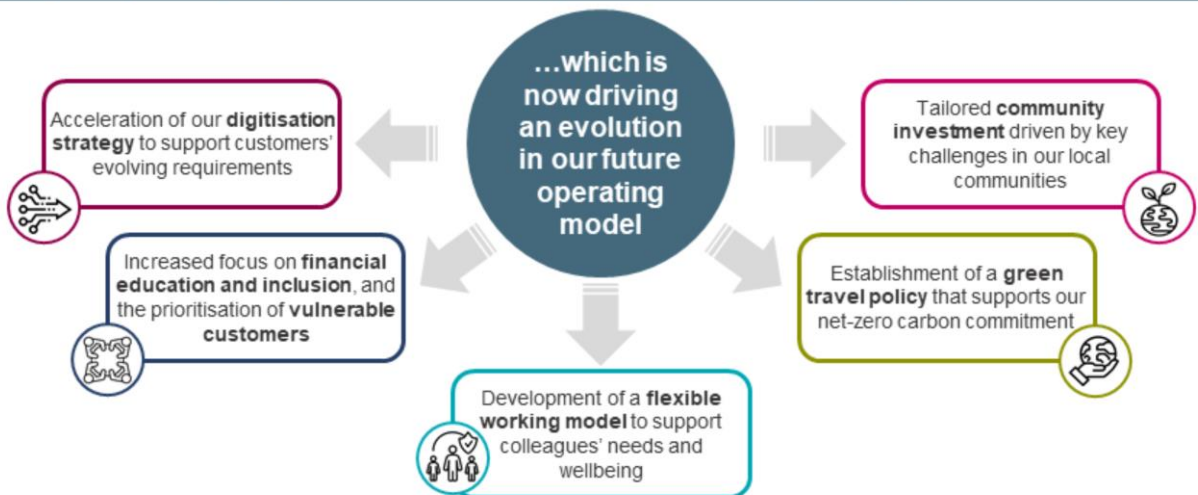 …which is
now driving
an evolution
in our future
operating
model
Acceleration of our digitisation
strategy to support customers’
evolving requirements
Tailored community
investment driven by key
challenges in our local
communities
Increased focus on financial
education and inclusion, and
the prioritisation of vulnerable
customers
Establishment of a green
travel policy that supports our
net-zero carbon commitment
Development of a flexible
working model to support
colleagues’ needs and
wellbeing